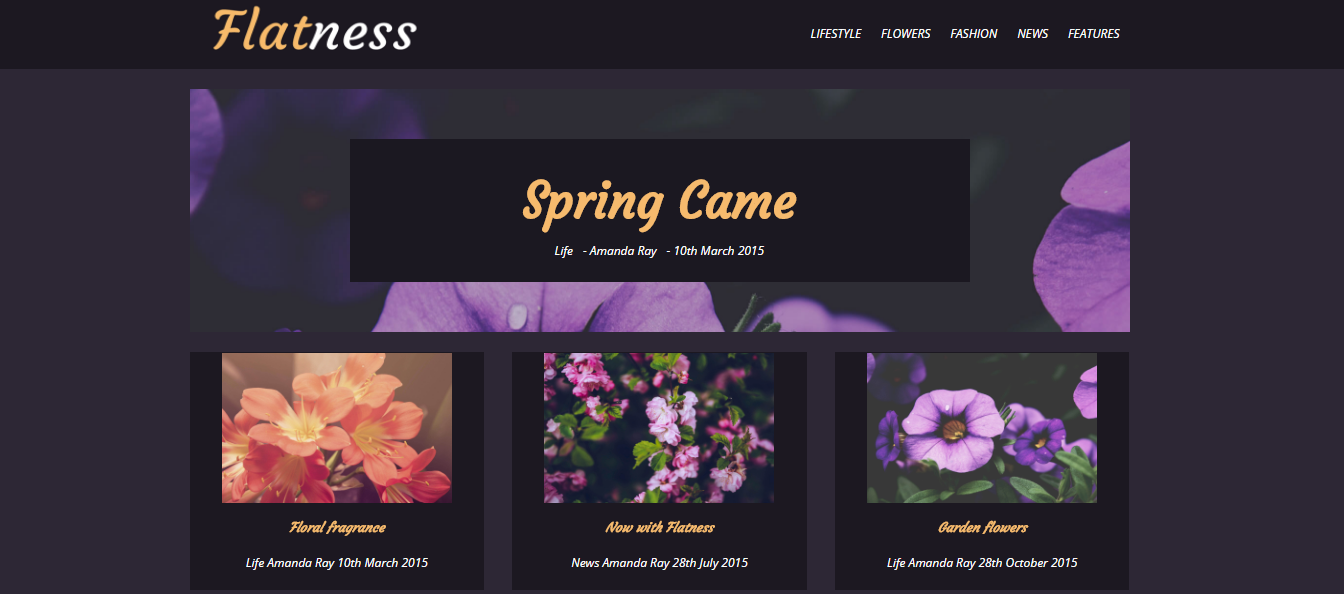 Flatness
LIFESTYLE FLOWERS FASHION NEWS FEATURES
Spring Came
Life - Amanda Ray - 10th March 2015
Floral fragrance
Life Amanda Ray 10th March 2015
Now with Flatness
News Amanda Ray 28th July 2015
Garden flowers
Life Amanda Ray 28th October 2015